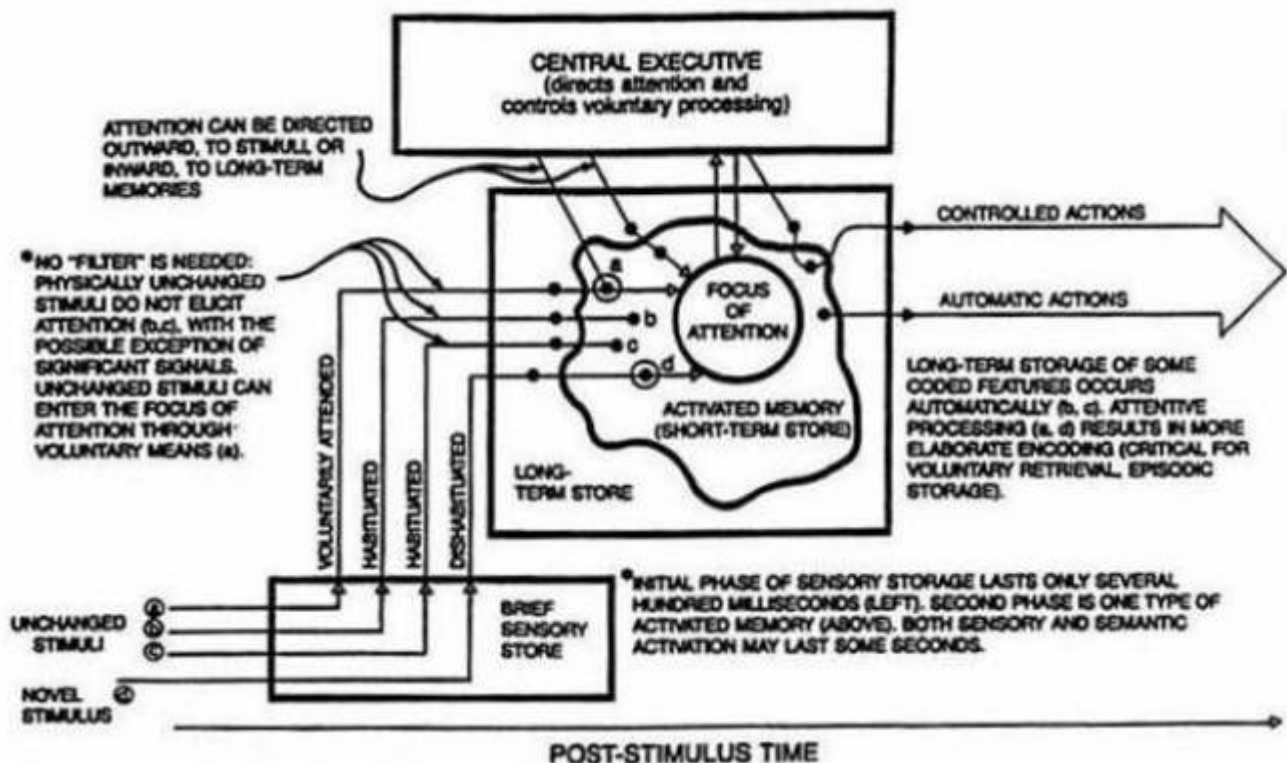 CENTRAL EXECUTIVE
(directs attention and
controls voluntary processing)
ATTENTION CAN BE DIRECTED
OUTWARD, TO STIMULI OR
INWARD, TO LONG-TERM
MEMORIES
*NO "FILTER" IS NEEDED:
PHYSICALLY UNCHANGED
STIMULI DO NOT ELICIT
ATTENTION (b,c), WITH THE
POSSIBLE EXCEPTION OF
SIGNIFICANT SIGNALS.
UNCHANGED STIMULI CAN
ENTER THE FOCUS OF
ATTENTION THROUGH
VOLUNTARY MEANS (a).
a
b
c
d
FOCUS
OF
ATTENTION
ACTIVATED MEMORY
(SHORT-TERM STORE)
LONG-
TERM STORE
CONTROLLED ACTIONS
AUTOMATIC ACTIONS
LONG-TERM STORAGE OF SOME
CODED FEATURES OCCURS
AUTOMATICALLY (b, c). ATTENTIVE
PROCESSING (a, d) RESULTS IN MORE
ELABORATE ENCODING (CRITICAL FOR
VOLUNTARY RETRIEVAL, EPISODIC
STORAGE).
VOLUNTARILY ATTENDED
HABITUATED
HABITUATED
DISHABITUATED
UNCHANGED
STIMULI
a
b
c
NOVEL d
STIMULUS
BRIEF
SENSORY
STORE
*INITIAL PHASE OF SENSORY STORAGE LASTS ONLY SEVERAL
HUNDRED MILLISECONDS (LEFT). SECOND PHASE IS ONE TYPE OF
ACTIVATED MEMORY (ABOVE). BOTH SENSORY AND SEMANTIC
ACTIVATION MAY LAST SOME SECONDS.
POST-STIMULUS TIME